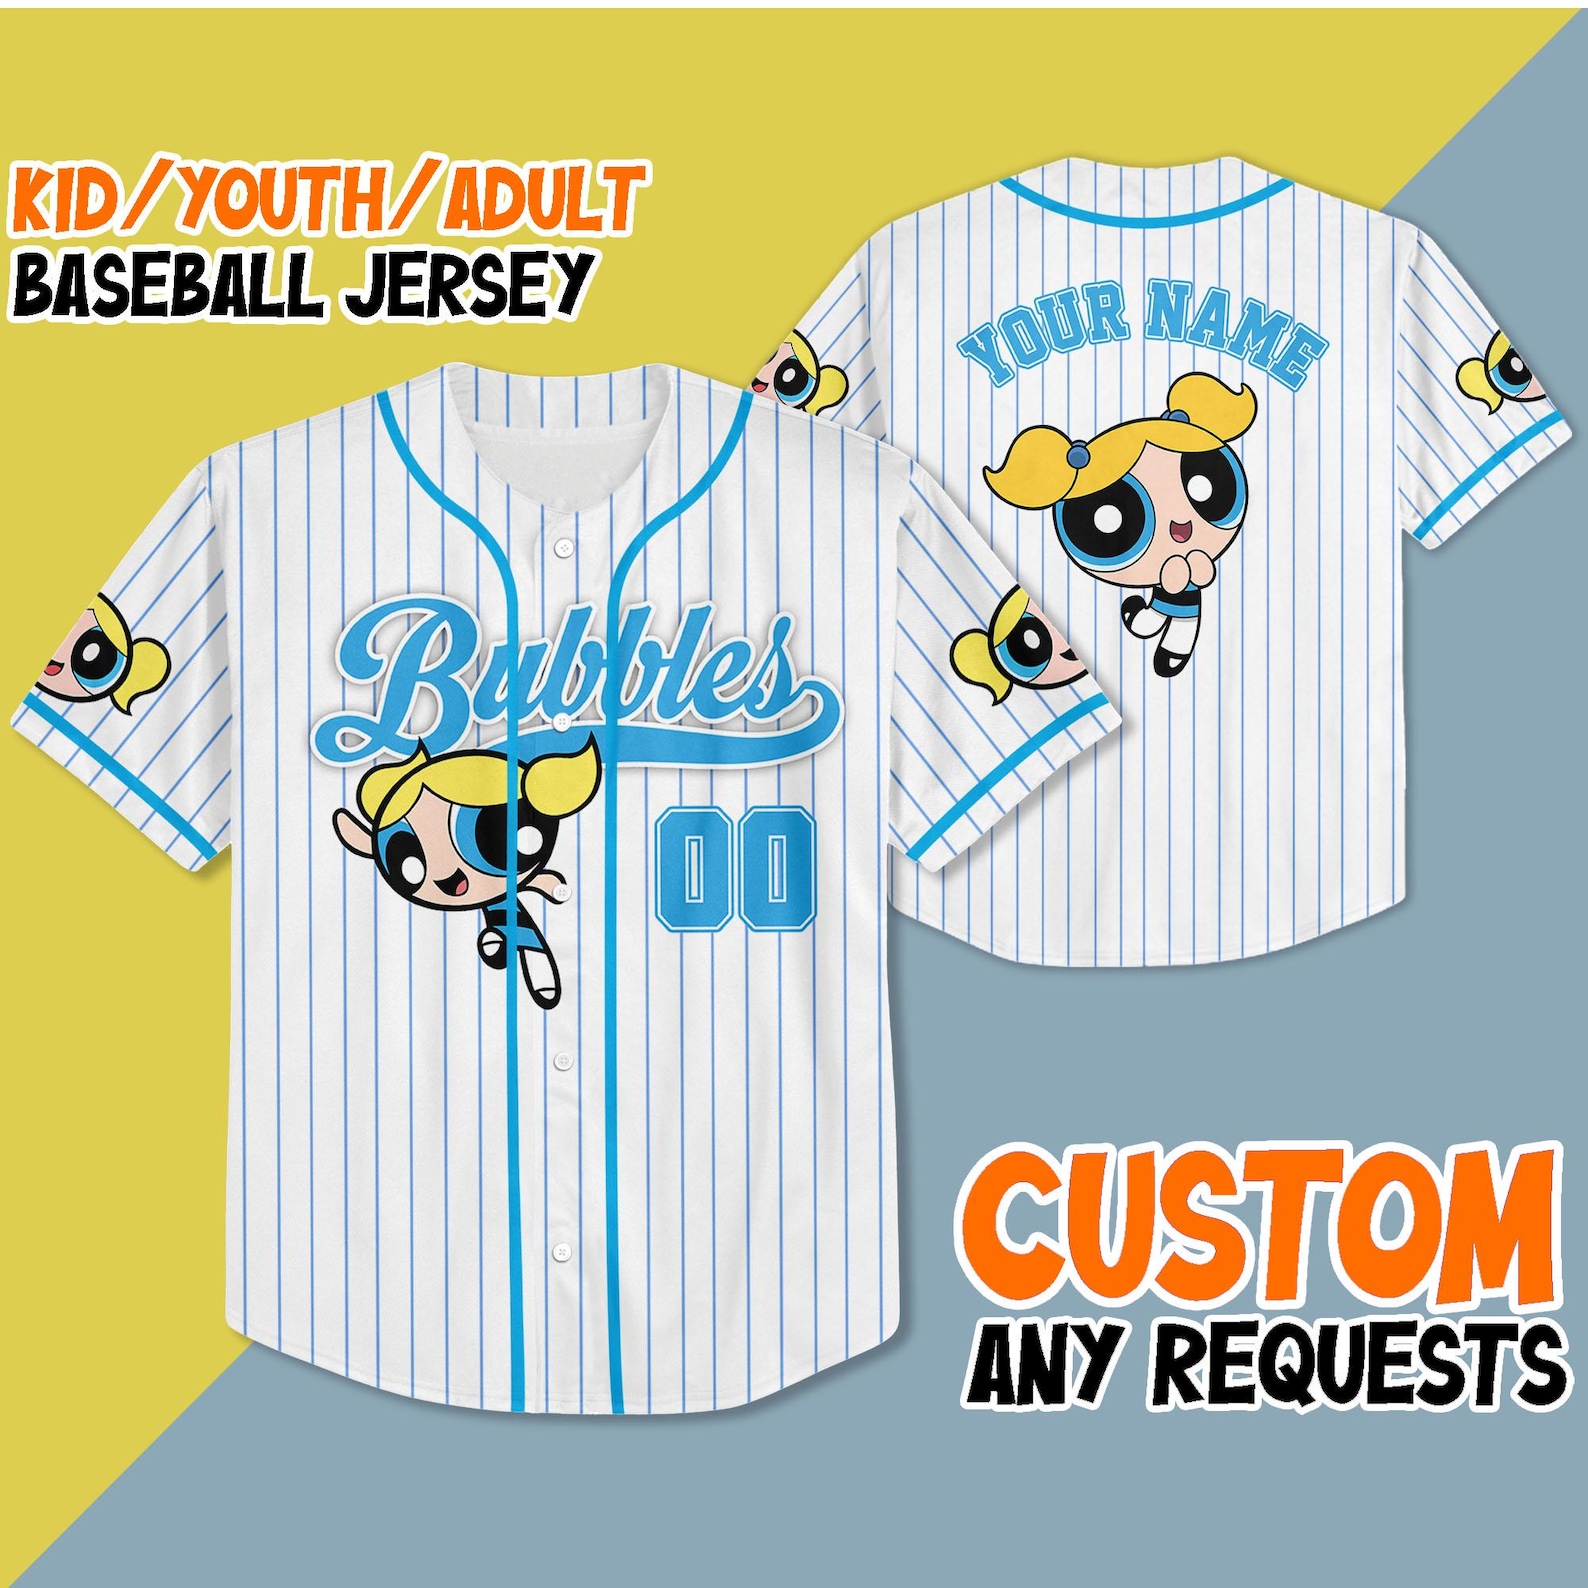 KID/YOUTH/ADULT
BASEBALL JERSEY
YOUR NAME
Bubbles
00
CUSTOM
ANY REQUESTS